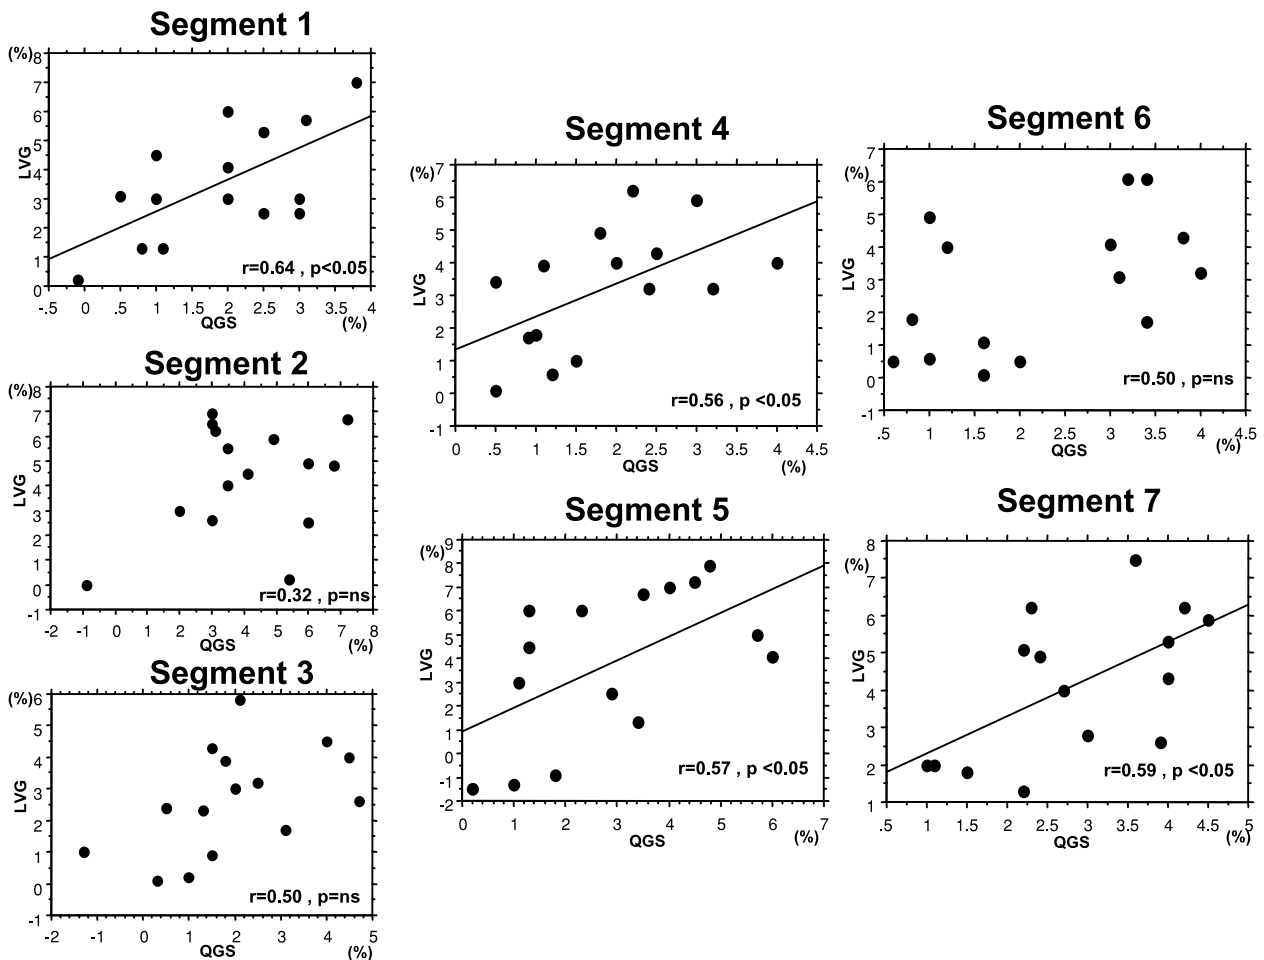 Segment 1
(%) 8
7
6
5
4
3
2
1
0
LVG
r=0.64 , p<0.05
-.5 0 .5 1 1.5 2 2.5 3 3.5 4
QGS (%)
Segment 2
(%) 8
7
6
5
4
3
2
1
0
-1
LVG
r=0.32 , p=ns
-2 -1 0 1 2 3 4 5 6 7 8
QGS (%)
Segment 3
(%) 6
5
4
3
2
1
0
-1
LVG
r=0.50 , p=ns
-2 -1 0 1 2 3 4 5
QGS (%)
Segment 4
(%) 7
6
5
4
3
2
1
0
-1
LVG
r=0.56 , p <0.05
0 .5 1 1.5 2 2.5 3 3.5 4 4.5
QGS (%)
Segment 5
(%) 9
8
7
6
5
4
3
2
1
0
-1
-2
LVG
r=0.57 , p <0.05
0 1 2 3 4 5 6 7
QGS (%)
Segment 6
7
(%) 6
5
4
3
2
1
0
-1
LVG
r=0.50 , p=ns
.5 1 1.5 2 2.5 3 3.5 4 4.5
QGS (%)
Segment 7
8
(%) 7
6
5
4
3
2
1
LVG
r=0.59 , p <0.05
.5 1 1.5 2 2.5 3 3.5 4 4.5 5
QGS (%)